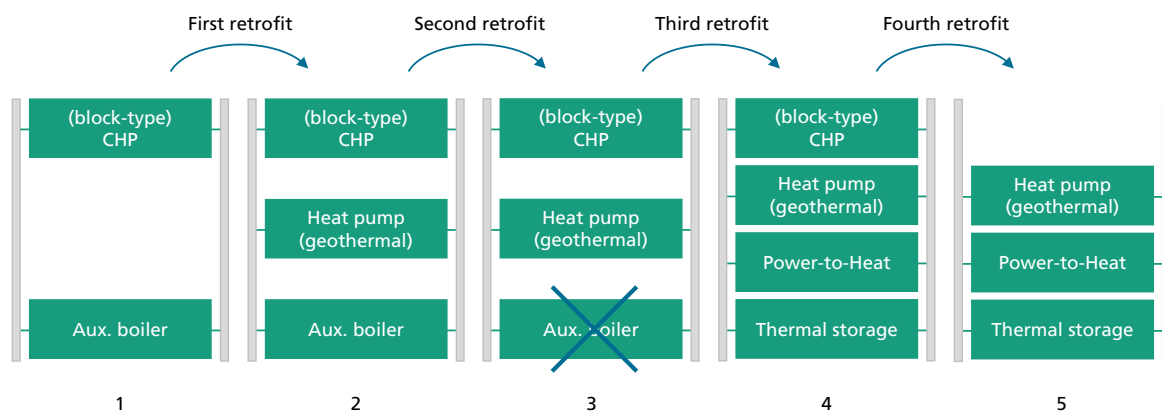 First retrofit
Second retrofit
Third retrofit
Fourth retrofit
(block-type)
CHP
Aux. boiler
1
(block-type)
CHP
Heat pump
(geothermal)
Aux. boiler
2
(block-type)
CHP
Heat pump
(geothermal)
Aux. boiler
3
(block-type)
CHP
Heat pump
(geothermal)
Power-to-Heat
Thermal storage
4
Heat pump
(geothermal)
Power-to-Heat
Thermal storage
5